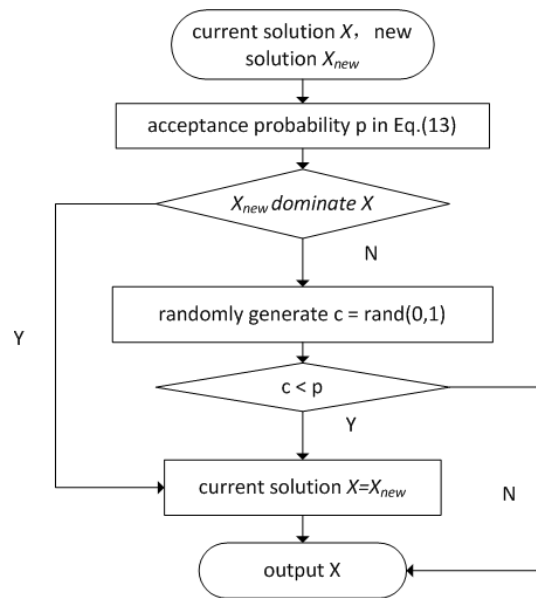 current solution X，new
solution Xnew
acceptance probability p in Eq.(13)
Xnew dominate X
N
randomly generate c = rand(0,1)
Y
c < p
Y
current solution X=Xnew
N
output X